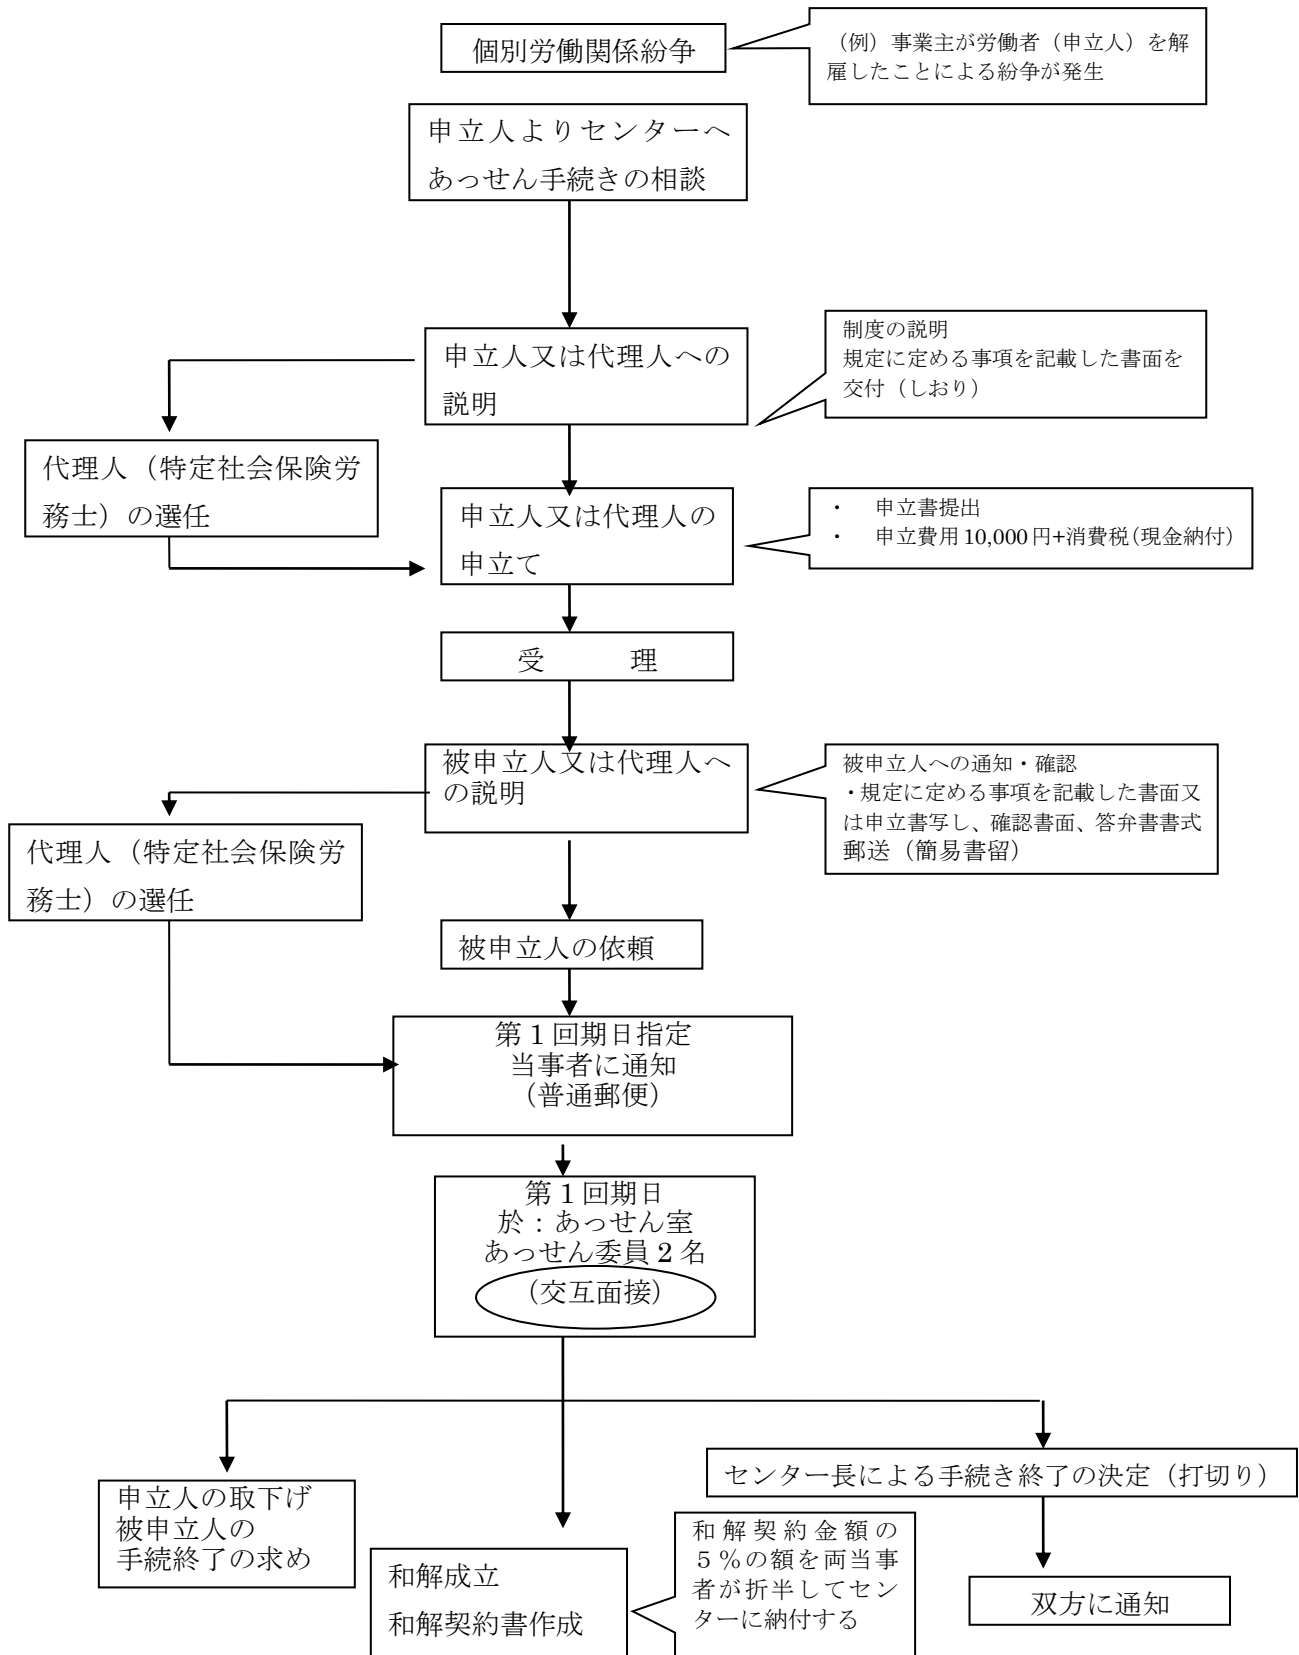 個別労働関係紛争
（例）事業主が労働者（申立人）を解
雇したことによる紛争が発生
申立人よりセンターへ
あっせん手続きの相談
申立人又は代理人への
説明
制度の説明
規定に定める事項を記載した書面を
交付（しおり）
代理人（特定社会保険労
務士）の選任
申立人又は代理人の
申立て
・ 申立書提出
・ 申立費用10,000円+消費税（現金納付）
受 理
被申立人又は代理人へ
の説明
被申立人への通知・確認
・規定に定める事項を記載した書面又
は申立書写し、確認書面、答弁書書式
郵送（簡易書留）
代理人（特定社会保険労
務士）の選任
被申立人の依頼
第1回期日指定
当事者に通知
（普通郵便）
第1回期日
於：あっせん室
あっせん委員2名
（交互面接）
センター長による手続き終了の決定（打切り）
申立人の取下げ
被申立人の
手続終了の求め
和解成立
和解契約書作成
和解契約金額の
５％の額を両当事
者が折半してセン
ターに納付する
双方に通知